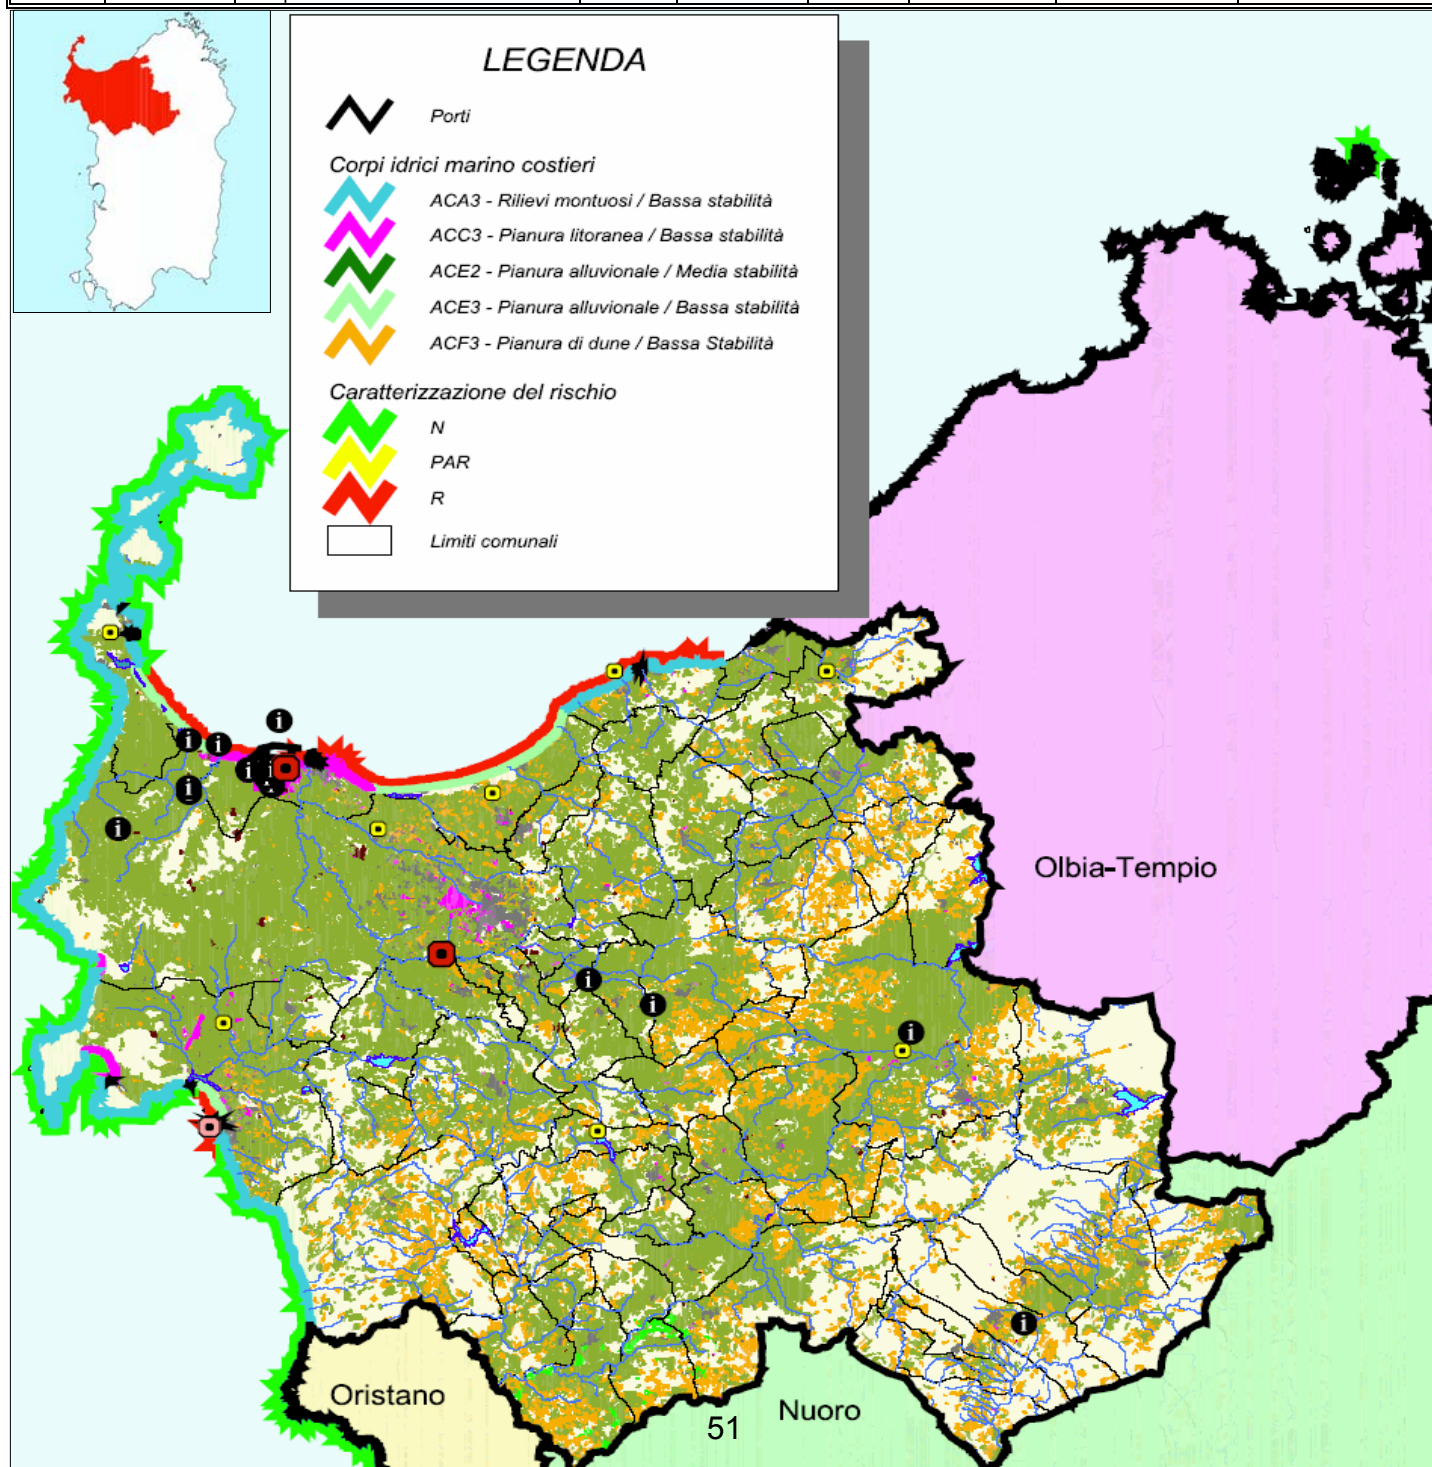 LEGENDA
Porti
Corpi idrici marino costieri
ACA3 - Rilievi montuosi / Bassa stabilità
ACC3 - Pianura litoranea / Bassa stabilità
ACE2 - Pianura alluvionale / Media stabilità
ACE3 - Pianura alluvionale / Bassa stabilità
ACF3 - Pianura di dune / Bassa Stabilità
Caratterizzazione del rischio
N
PAR
R
Limiti comunali
i
i
i
i
i
i
i
Olbia-Tempio
i
i
i
i
Oristano
Nuoro
51